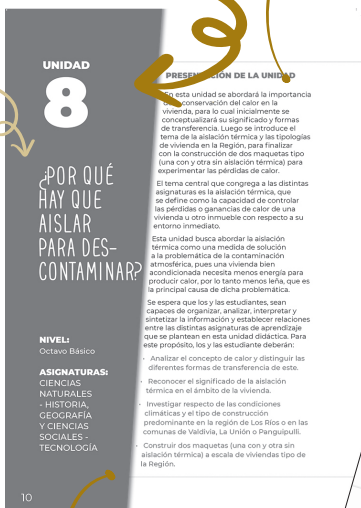 UNIDAD
8
¿POR QUÉ
HAY QUE
AISLAR
PARA DES-
CONTAMINAR?
NIVEL:
Octavo Básico
ASIGNATURAS:
CIENCIAS
NATURALES
- HISTORIA,
GEOGRAFÍA
Y CIENCIAS
SOCIALES -
TECNOLOGÍA
10
DE LA UNIDAD
En esta unidad se abordará la importancia
conservación del calor en la
vivienda, para lo cual inicialmente se
conceptualizará su significado y formas
de transferencia. Luego se introduce el
tema de la aislación térmica y las tipologías
de vivienda en la Región, para finalizar
con la construcción de dos maquetas tipo
(una con y otra sin aislación térmica) para
experimentar las pérdidas de calor.
El tema central que congrega a las distintas
asignaturas es la aislación térmica, que
se define como la capacidad de controlar
las pérdidas o ganancias de calor de una
vivienda u otro inmueble con respecto a su
entorno inmediato.
Esta unidad busca abordar la aislación
térmica como una medida de solución
a la problemática de la contaminación
atmosférica, pues una vivienda bien
acondicionada necesita menos energía para
producir calor, por lo tanto menos leña, que es
la principal causa de dicha problemática.
Se espera que los y las estudiantes, sean
capaces de organizar, analizar, interpretar y
sintetizar la información y establecer relaciones
entre las distintas asignaturas de aprendizaje
que se plantean en esta unidad didáctica. Para
este propósito, los y las estudiante deberán:
- Analizar el concepto de calor y distinguir las
diferentes formas de transferencia de este.
- Reconocer el significado de la aislación
térmica en el ámbito de la vivienda.
- Investigar respecto de las condiciones
climáticas y el tipo de construcción
predominante en la región de Los Ríos o en las
comunas de Valdivia, La Unión o Panguipulli.
- Construir dos maquetas (una con y otra sin
aislación térmica) a escala de viviendas tipo de
la Región.